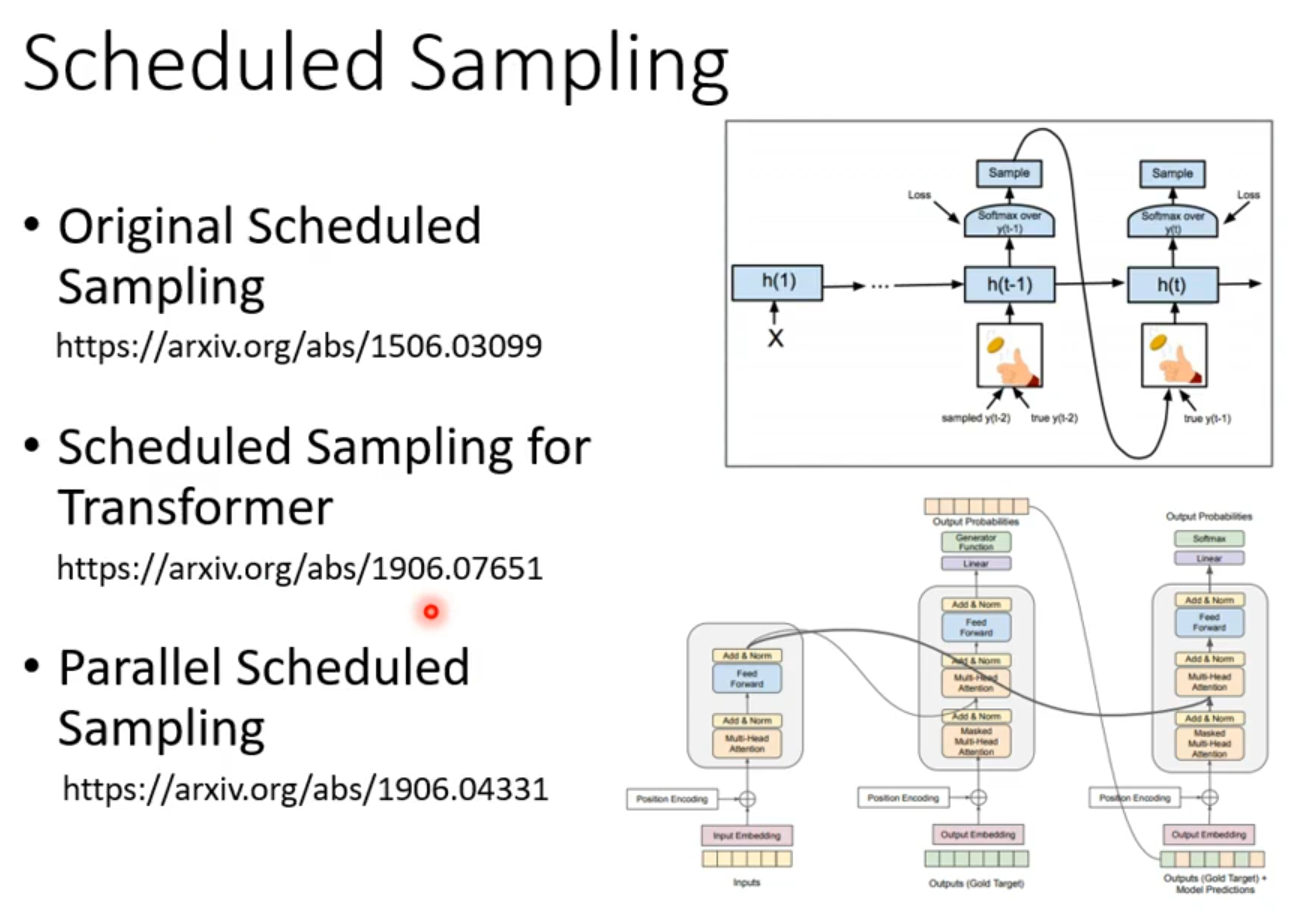 Scheduled Sampling
• Original Scheduled
Sampling
https://arxiv.org/abs/1506.03099
• Scheduled Sampling for
Transformer
https://arxiv.org/abs/1906.07651
• Parallel Scheduled
Sampling
https://arxiv.org/abs/1906.04331
Sample
Sample
Loss
Softmax over
y(t-1)
Softmax over
y(t)
Loss
h(1)
...
h(t-1)
h(t)
X
sampled y(t-2)
true y(t-2)
true y(t-1)
Output Probabilities
Generator
Function
Linear
Add & Norm
Feed
Forward
Add & Norm
Multi-Head
Attention
Add & Norm
Masked
Multi-Head
Attention
Position Encoding
Output Embedding
Outputs (Gold Target)
Output Probabilities
Softmax
Linear
Add & Norm
Feed
Forward
Add & Norm
Multi-Head
Attention
Add & Norm
Masked
Multi-Head
Attention
Position Encoding
Output Embedding
Outputs (Gold Target) +
Model Predictions
Add & Norm
Feed
Forward
Add & Norm
Multi-Head
Attention
Position Encoding
Input Embedding
Inputs